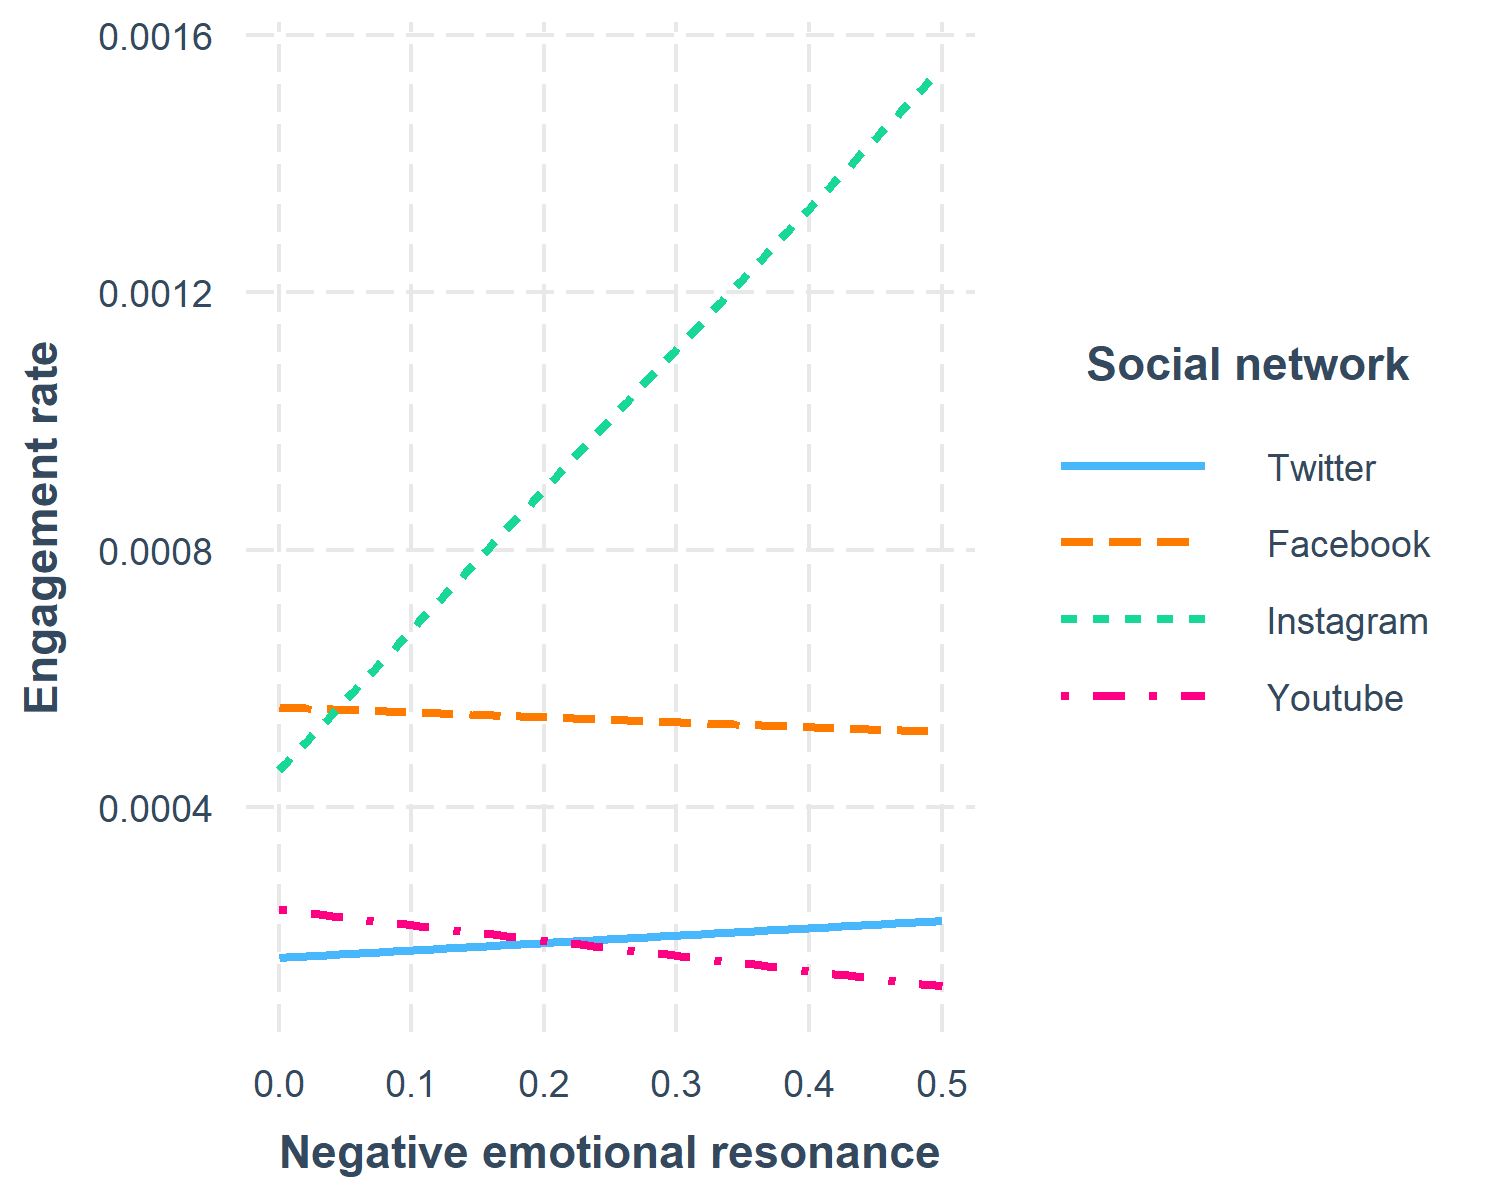 0.0016
0.0012
0.0008
0.0004
Engagement rate
0.0 0.1 0.2 0.3 0.4 0.5
Negative emotional resonance
Social network
Twitter
Facebook
Instagram
Youtube